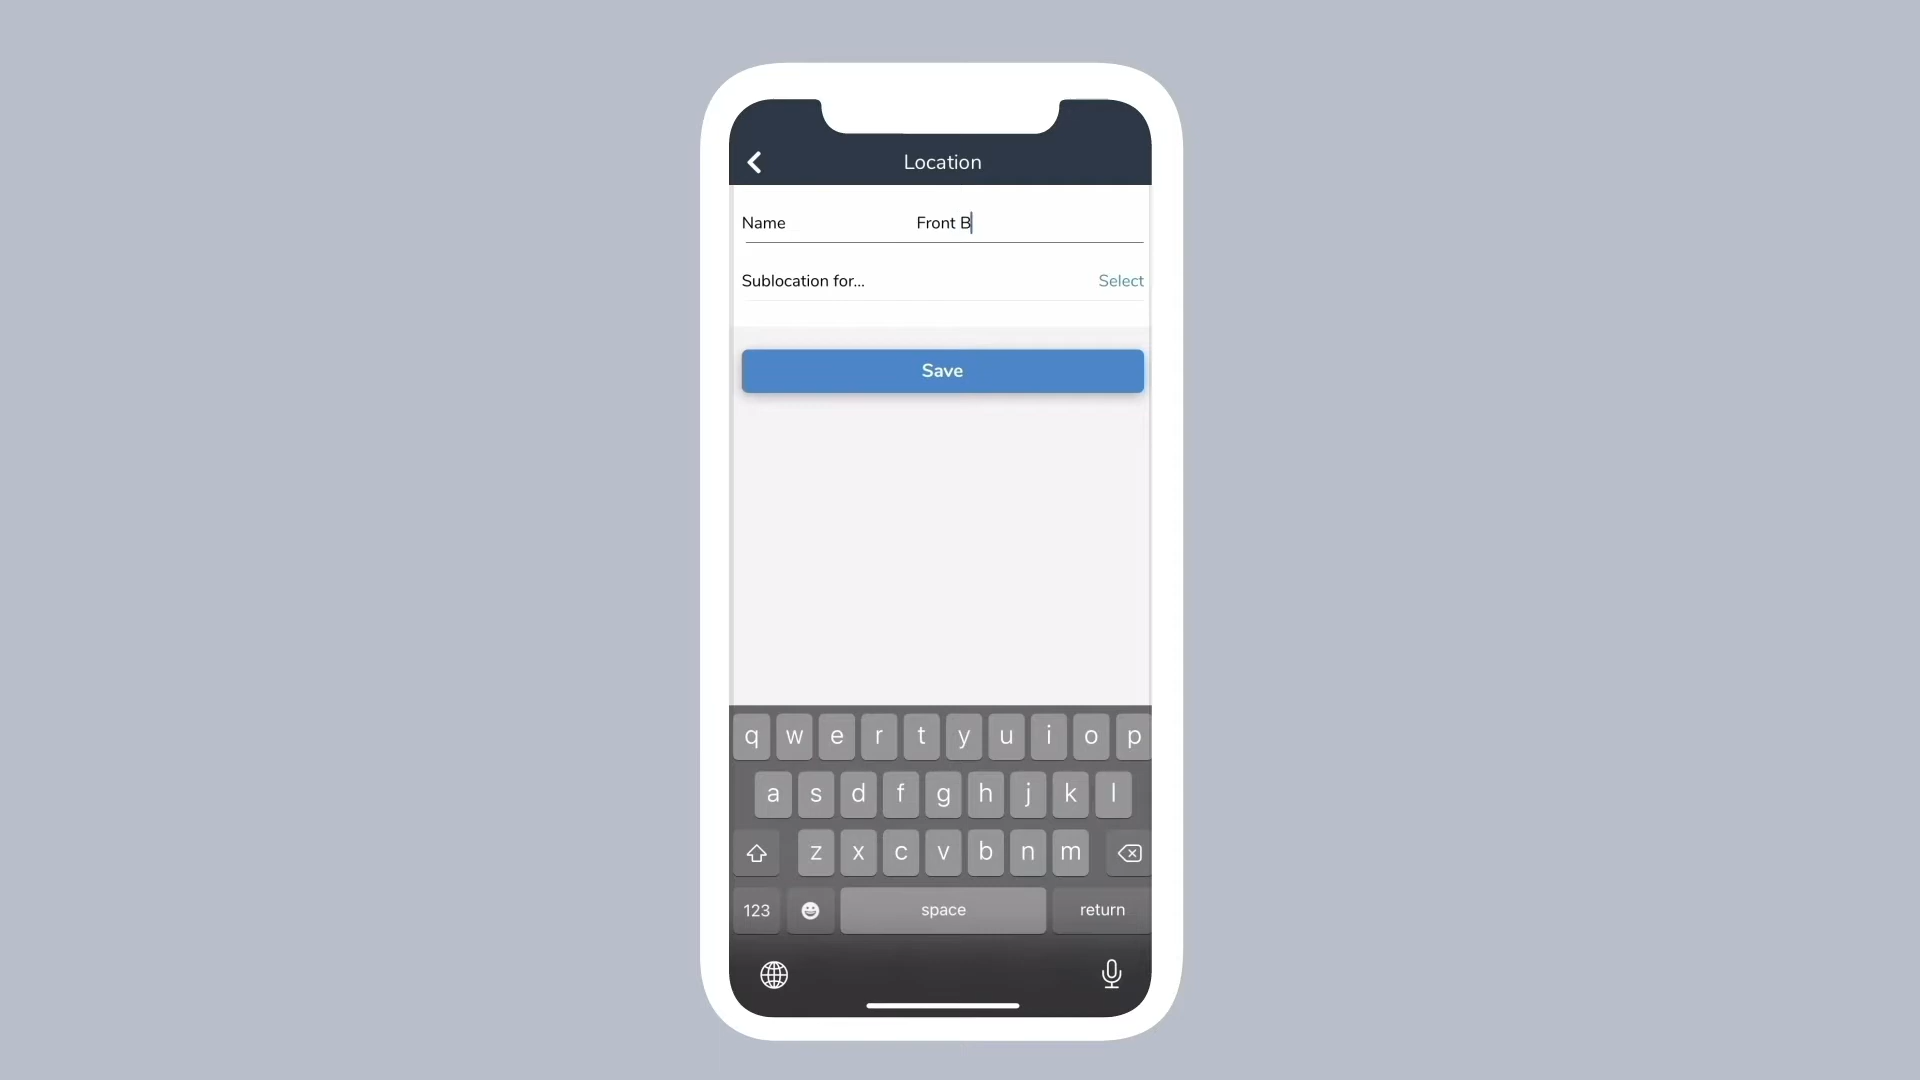 Location
Name Front B
Sublocation for... Select
Save
q w e r t y u i o p
a s d f g h j k l
z x c v b n m
123 space return